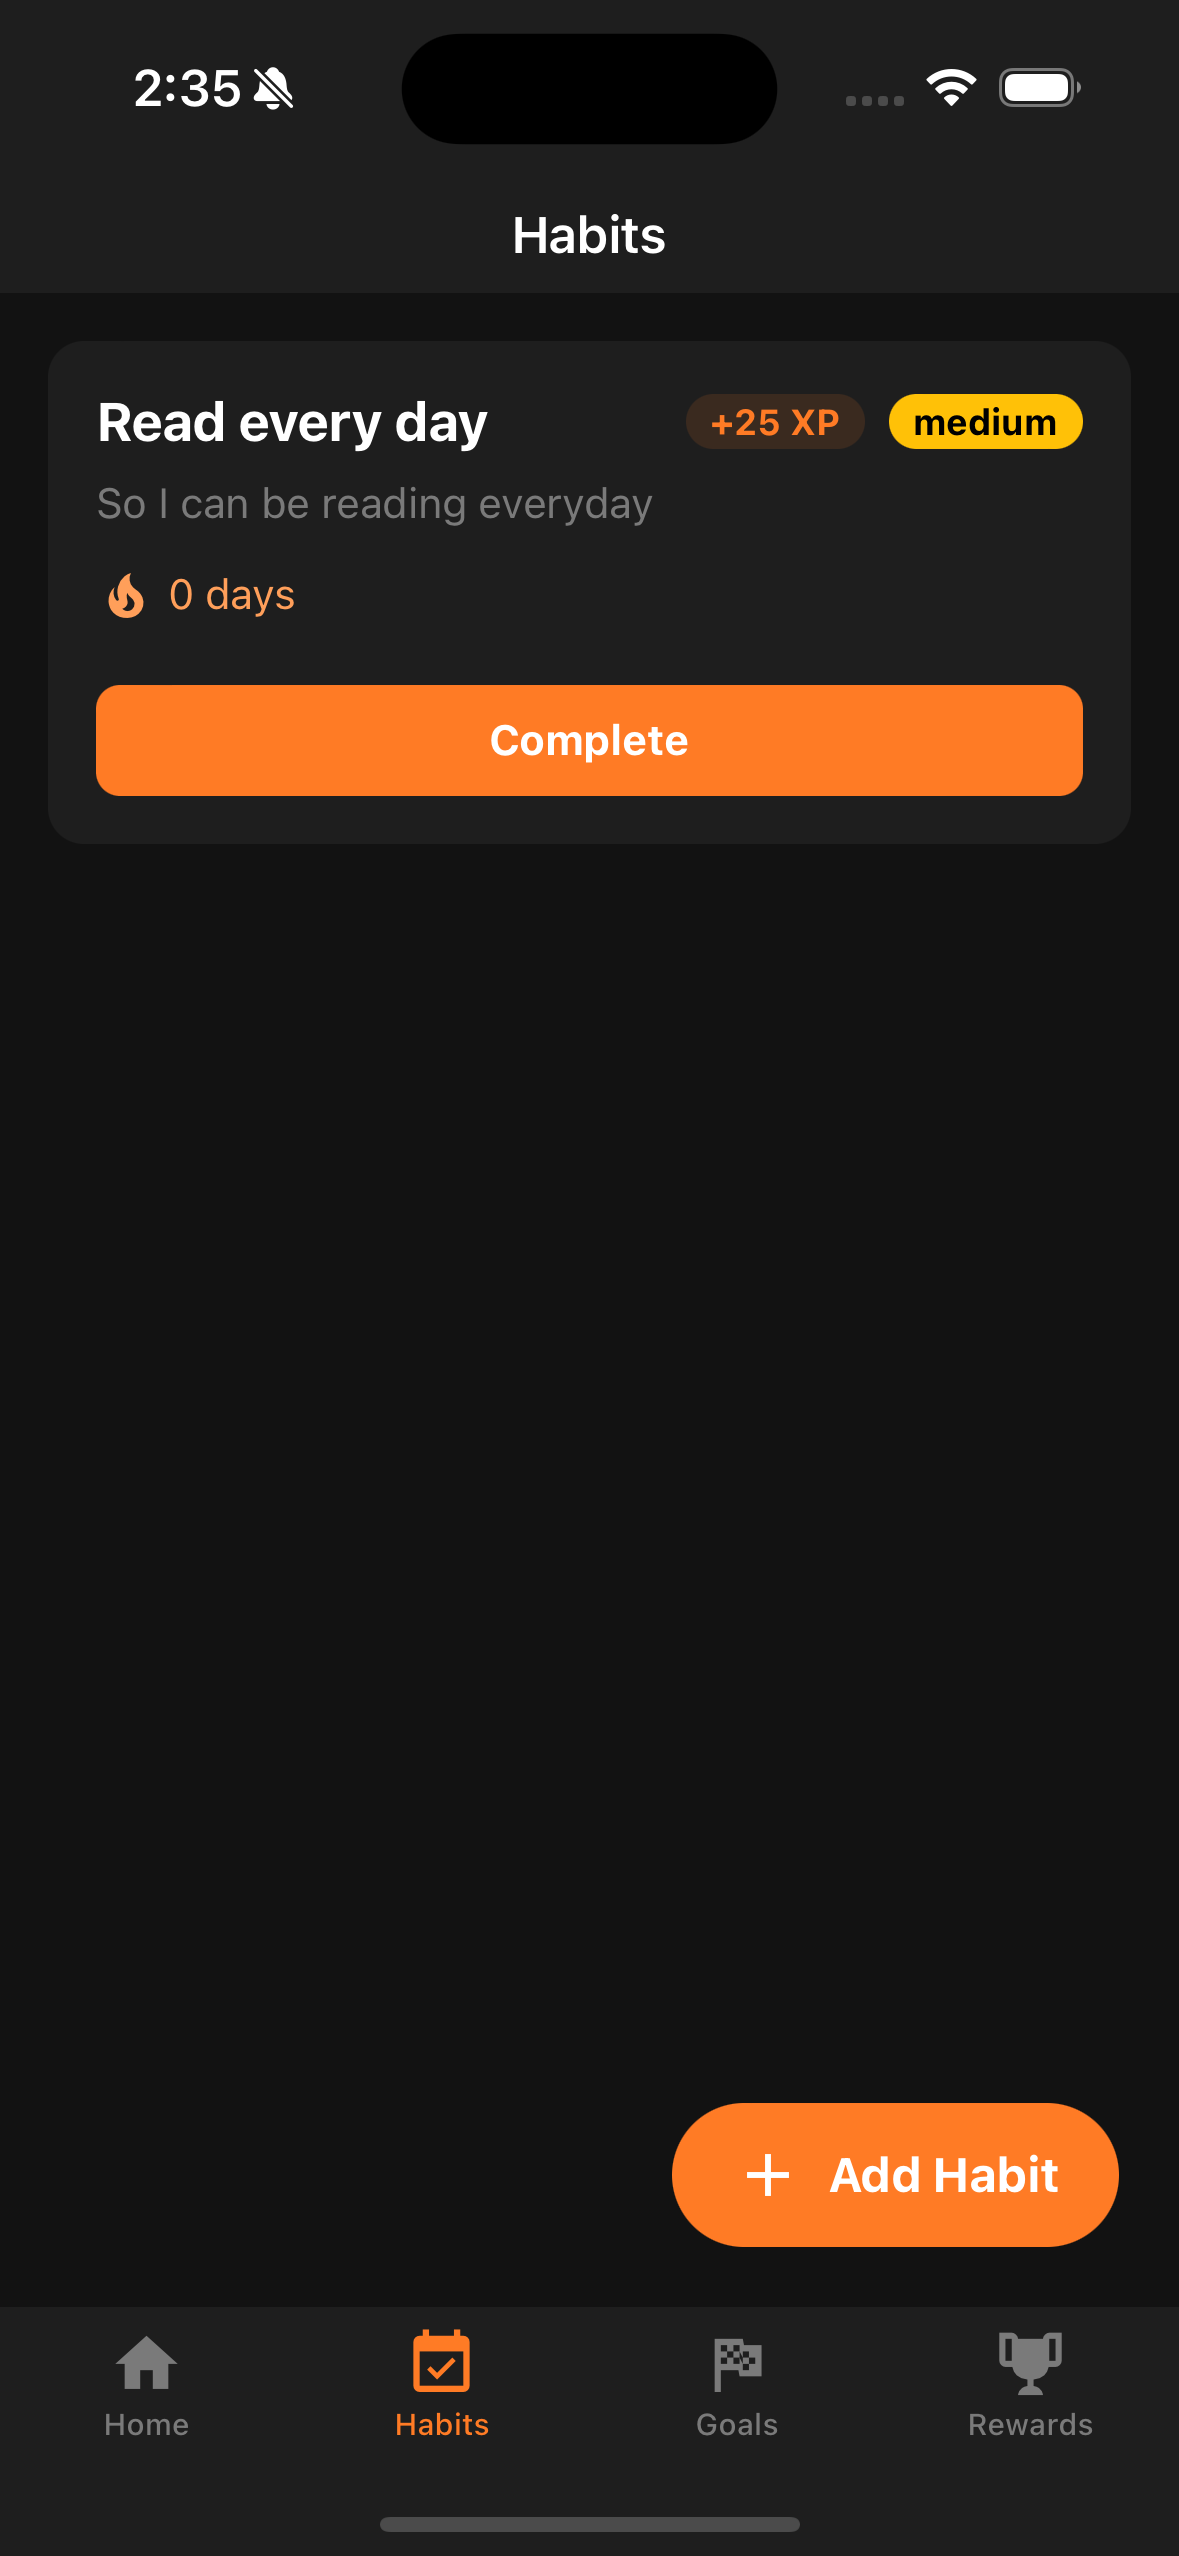 2:35
Habits
Read every day
+25 XP
medium
So I can be reading everyday
0 days
Complete
Add Habit
Home
Habits
Goals
Rewards